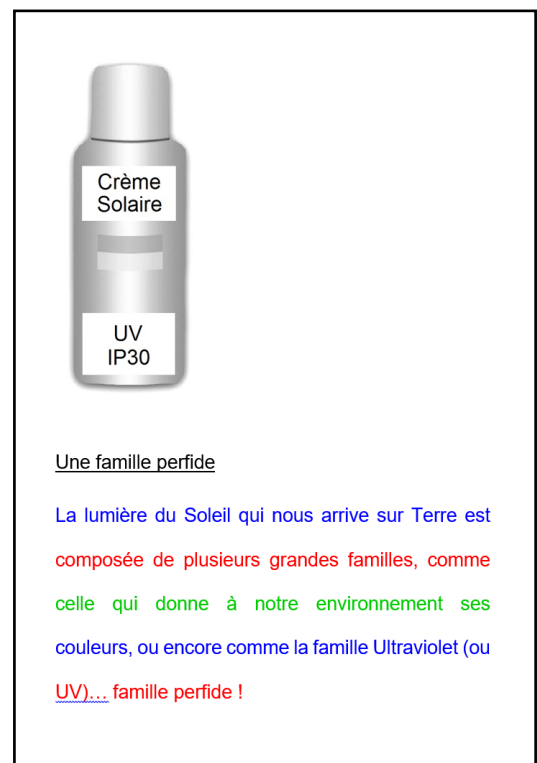 Crème
Solaire
UV
IP30
Une famille perfide
La lumière du Soleil qui nous arrive sur Terre est
composée de plusieurs grandes familles, comme
celle qui donne à notre environnement ses
couleurs, ou encore comme la famille Ultraviolet (ou
UV)… famille perfide !